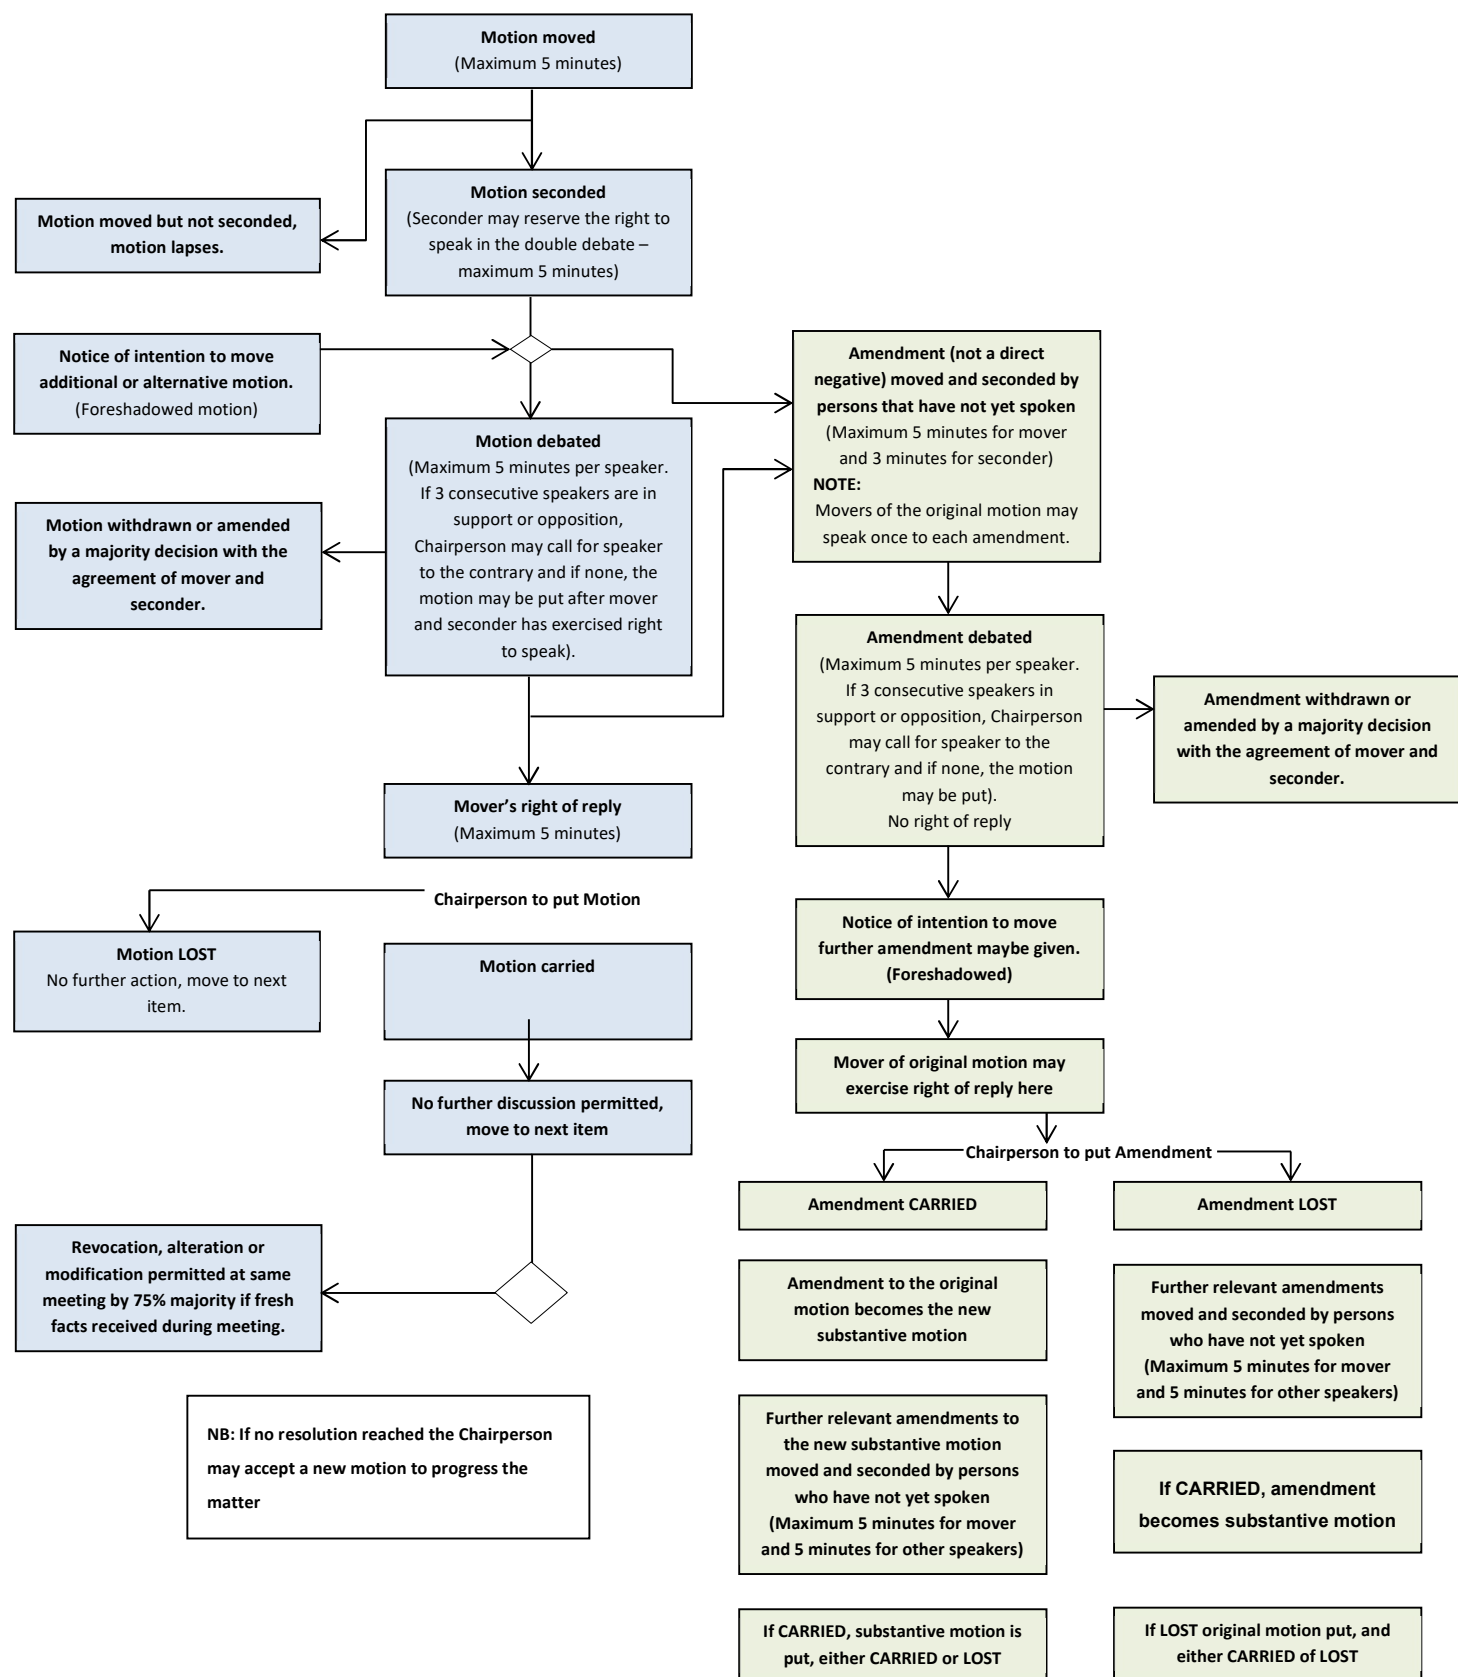 Motion moved
(Maximum 5 minutes)
Motion seconded
(Seconder may reserve the right to
speak in the double debate –
maximum 5 minutes)
Motion moved but not seconded,
motion lapses.
Notice of intention to move
additional or alternative motion.
(Foreshadowed motion)
Motion debated
(Maximum 5 minutes per speaker.
If 3 consecutive speakers are in
support or opposition,
Chairperson may call for speaker
to the contrary and if none, the
motion may be put after mover
and seconder has exercised right
to speak).
Motion withdrawn or amended
by a majority decision with the
agreement of mover and
seconder.
Mover’s right of reply
(Maximum 5 minutes)
Chairperson to put Motion
Motion LOST
No further action, move to next
item.
Motion carried
No further discussion permitted,
move to next item
Revocation, alteration or
modification permitted at same
meeting by 75% majority if fresh
facts received during meeting.
NB: If no resolution reached the Chairperson
may accept a new motion to progress the
matter
Amendment (not a direct
negative) moved and seconded by
persons that have not yet spoken
(Maximum 5 minutes for mover
and 3 minutes for seconder)
NOTE:
Movers of the original motion may
speak once to each amendment.
Amendment debated
(Maximum 5 minutes per speaker.
If 3 consecutive speakers in
support or opposition, Chairperson
may call for speaker to the
contrary and if none, the motion
may be put).
No right of reply
Amendment withdrawn or
amended by a majority decision
with the agreement of mover and
seconder.
Notice of intention to move
further amendment maybe given.
(Foreshadowed)
Mover of original motion may
exercise right of reply here
Chairperson to put Amendment
Amendment CARRIED
Amendment to the original
motion becomes the new
substantive motion
Further relevant amendments to
the new substantive motion
moved and seconded by persons
who have not yet spoken
(Maximum 5 minutes for mover
and 5 minutes for other speakers)
If CARRIED, substantive motion is
put, either CARRIED or LOST
Amendment LOST
Further relevant amendments
moved and seconded by persons
who have not yet spoken
(Maximum 5 minutes for mover
and 5 minutes for other speakers)
If CARRIED, amendment
becomes substantive motion
If LOST original motion put, and
either CARRIED of LOST